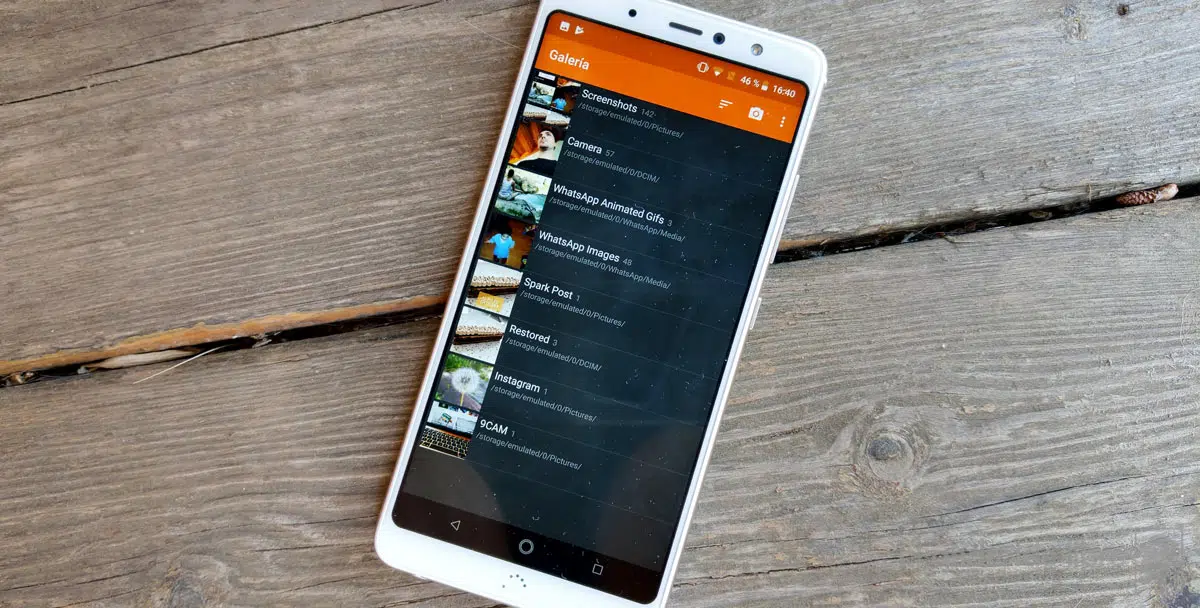 46 % 16:40
Galería
Screenshots 142
/storage/emulated/0/Pictures/
Camera 57
/storage/emulated/0/DCIM/
WhatsApp Animated Gifs 3
/storage/emulated/0/WhatsApp/Media/
WhatsApp Images 48
/storage/emulated/0/WhatsApp/Media/
Spark Post 1
/storage/emulated/0/Pictures/
Restored 3
/storage/emulated/0/DCIM/
Instagram 1
/storage/emulated/0/Pictures/
9CAM 1
/storage/emulated/0/Pictures/